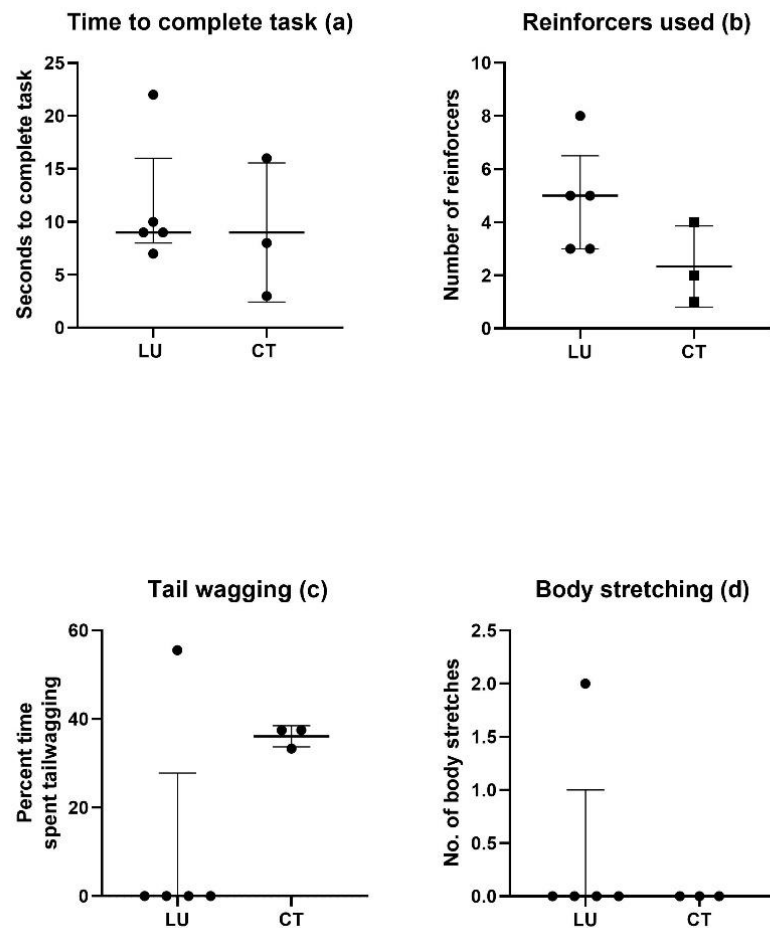 Time to complete task (a)
Seconds to complete task
25
20
15
10
5
0
LU
CT
Reinforcers used (b)
Number of reinforcers
10
8
6
4
2
0
LU
CT
Tail wagging (c)
Percent time
spent tailwagging
60
40
20
0
LU
CT
Body stretching (d)
No. of body stretches
2.5
2.0
1.5
1.0
0.5
0.0
LU
CT